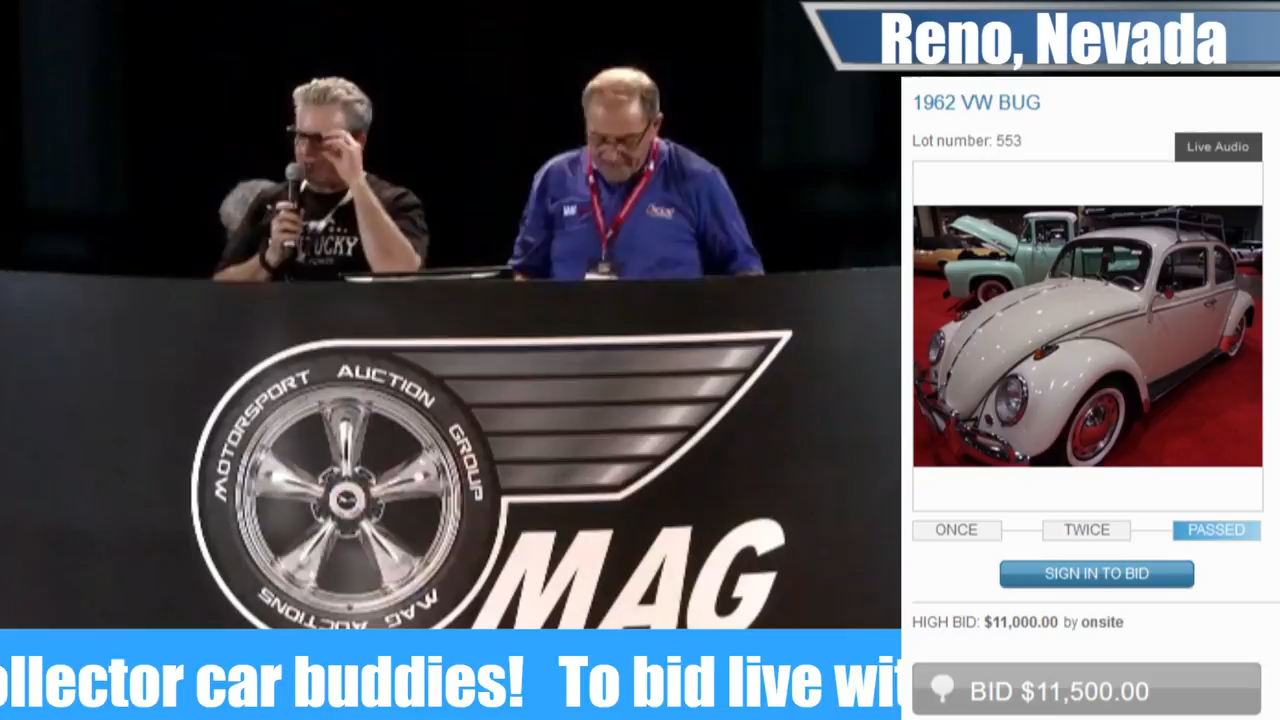 Reno, Nevada
1962 VW BUG
Lot number: 553
Live Audio
ONCE
TWICE
PASSED
SIGN IN TO BID
HIGH BID: $11,000.00 by onsite
BID $11,500.00
MOTORSPORT AUCTION GROUP
MAG AUCTIONS
MAG
ollector car buddies! To bid live wit